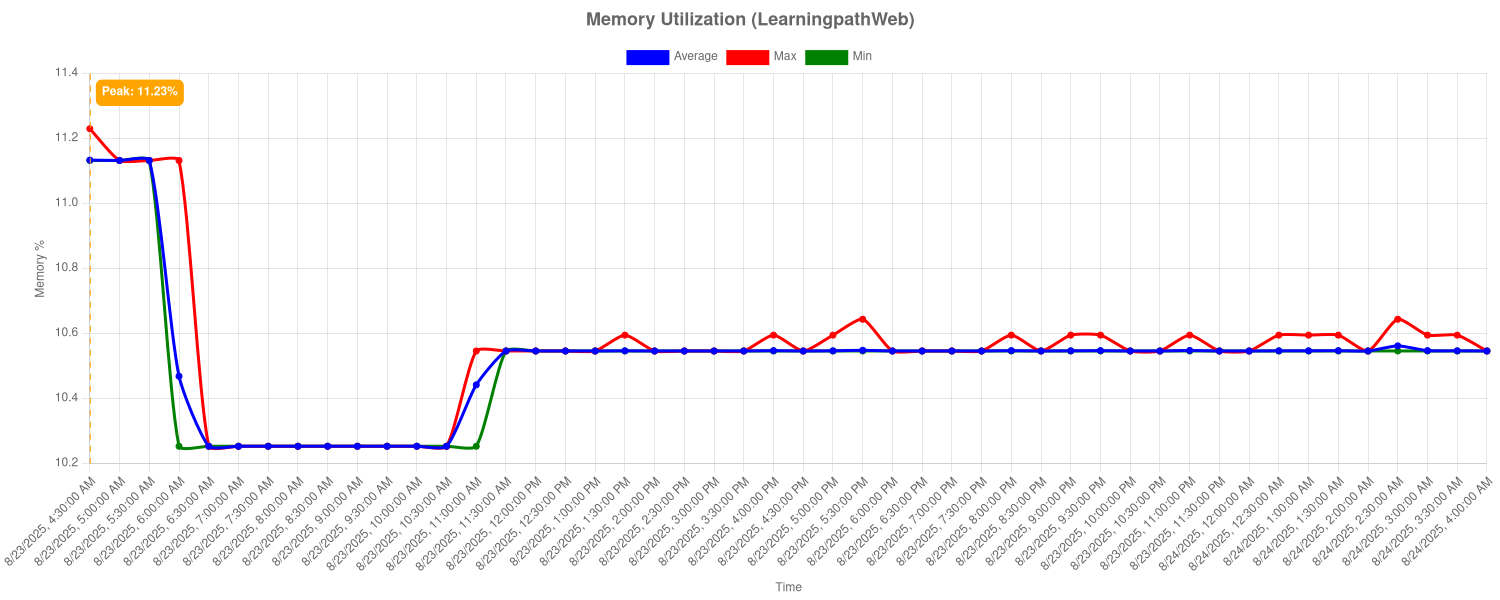 Memory Utilization (LearningpathWeb)
Average Max Min
Peak: 11.23%
11.4
11.2
11.0
10.8
10.6
10.4
10.2
Memory %
8/23/2025, 4:30:00 AM
8/23/2025, 5:00:00 AM
8/23/2025, 5:30:00 AM
8/23/2025, 6:00:00 AM
8/23/2025, 6:30:00 AM
8/23/2025, 7:00:00 AM
8/23/2025, 7:30:00 AM
8/23/2025, 8:00:00 AM
8/23/2025, 8:30:00 AM
8/23/2025, 9:00:00 AM
8/23/2025, 9:30:00 AM
8/23/2025, 10:00:00 AM
8/23/2025, 10:30:00 AM
8/23/2025, 11:00:00 AM
8/23/2025, 11:30:00 AM
8/23/2025, 12:00:00 PM
8/23/2025, 12:30:00 PM
8/23/2025, 1:00:00 PM
8/23/2025, 1:30:00 PM
8/23/2025, 2:00:00 PM
8/23/2025, 2:30:00 PM
8/23/2025, 3:00:00 PM
8/23/2025, 3:30:00 PM
8/23/2025, 4:00:00 PM
8/23/2025, 4:30:00 PM
8/23/2025, 5:00:00 PM
8/23/2025, 5:30:00 PM
8/23/2025, 6:00:00 PM
8/23/2025, 6:30:00 PM
8/23/2025, 7:00:00 PM
8/23/2025, 7:30:00 PM
8/23/2025, 8:00:00 PM
8/23/2025, 8:30:00 PM
8/23/2025, 9:00:00 PM
8/23/2025, 9:30:00 PM
8/23/2025, 10:00:00 PM
8/23/2025, 10:30:00 PM
8/23/2025, 11:00:00 PM
8/23/2025, 11:30:00 PM
8/24/2025, 12:00:00 AM
8/24/2025, 12:30:00 AM
8/24/2025, 1:00:00 AM
8/24/2025, 1:30:00 AM
8/24/2025, 2:00:00 AM
8/24/2025, 2:30:00 AM
8/24/2025, 3:00:00 AM
8/24/2025, 3:30:00 AM
8/24/2025, 4:00:00 AM
Time